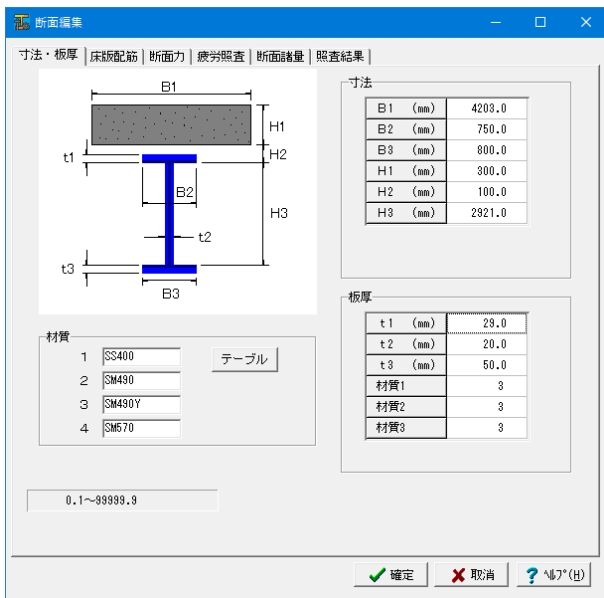 断面編集
寸法・板厚 床版配筋 断面力 疲労照査 断面諸量 照査結果
B1
H1
H2
t1
B2
H3
t2
t3
B3
寸法
B1 (mm) 4203.0
B2 (mm) 750.0
B3 (mm) 800.0
H1 (mm) 300.0
H2 (mm) 100.0
H3 (mm) 2921.0
板厚
t1 (mm) 29.0
t2 (mm) 20.0
t3 (mm) 50.0
材質1 3
材質2 3
材質3 3
材質
1 SS400 テーブル
2 SM490
3 SM490Y
4 SM570
0.1～99999.9
確定 取消 ヘルプ(H)